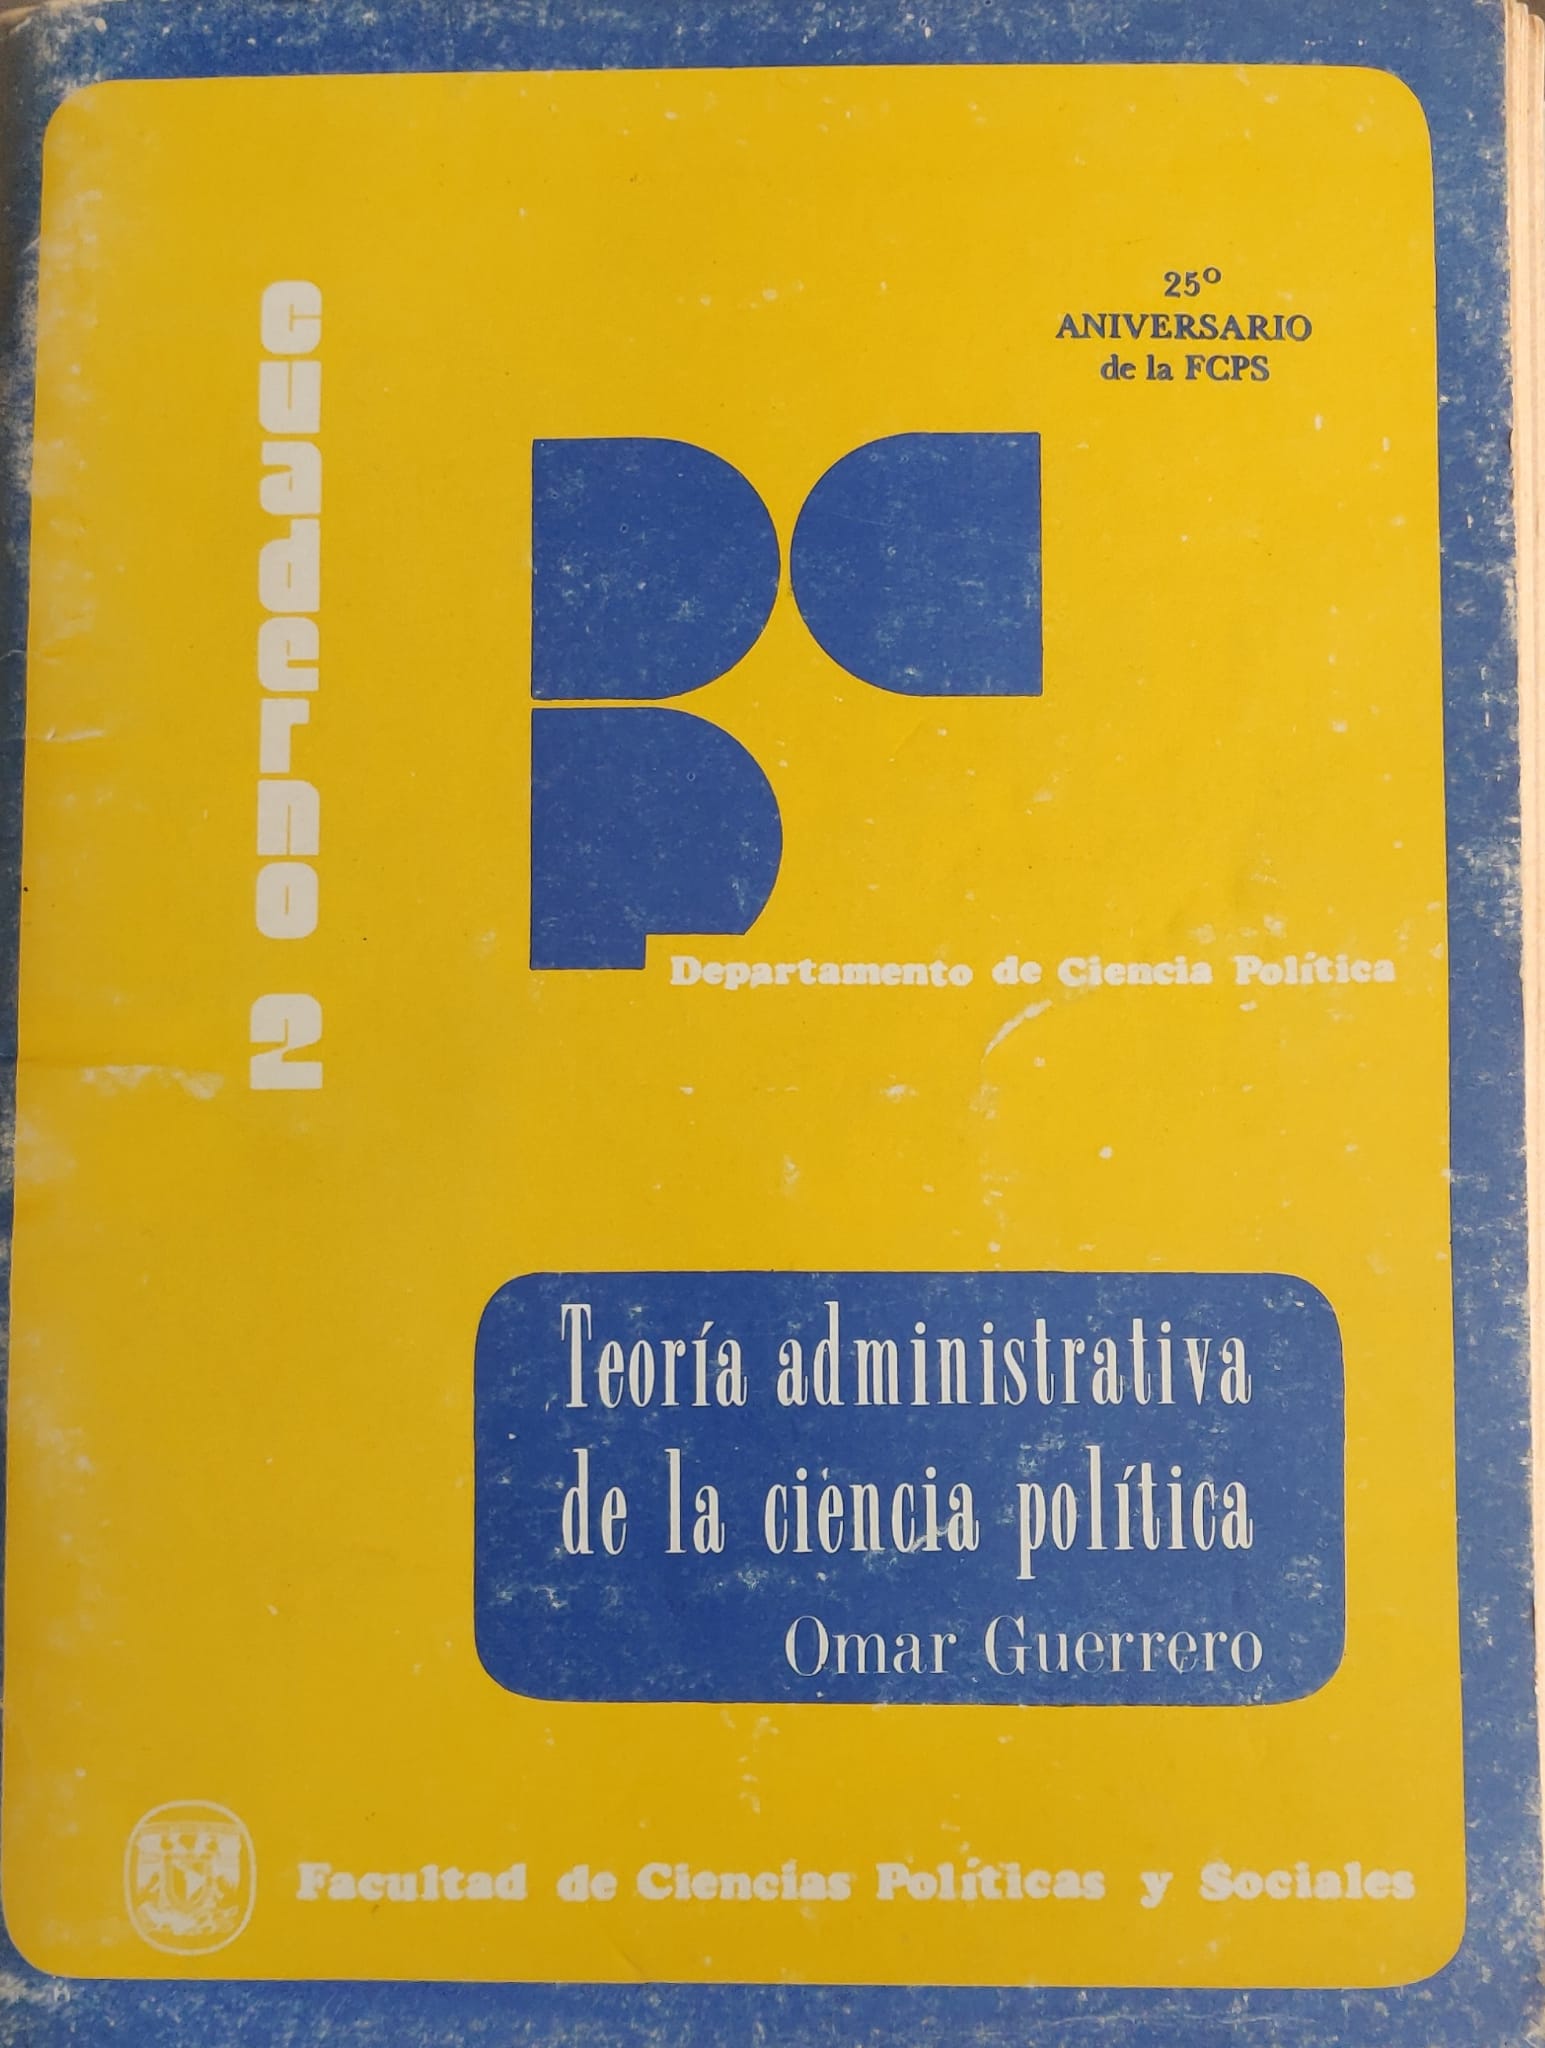 cuaderno 2
25º
ANIVERSARIO
de la FCPS
DCP
Departamento de Ciencia Política
Teoría administrativa
de la ciencia política
Omar Guerrero
Facultad de Ciencias Políticas y Sociales